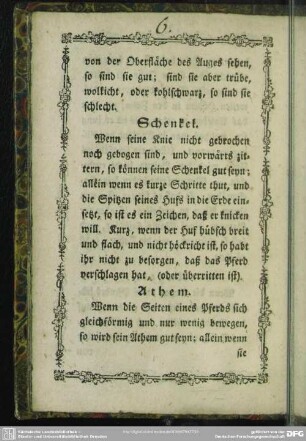 6.
von der Oberfläche des Auges sehen,
so sind sie gut; sind sie aber trübe,
wolkicht, oder kohlschwarz, so sind sie
schlecht.
Schenkel.
Wenn seine Knie nicht gebrochen
noch gebogen sind, und vorwärts zit-
tern, so können seine Schenkel gut seyn;
allein wenn es kurze Schritte thut, und
die Spitzen seines Hufs in die Erde ein-
setzt, so ist es ein Zeichen, daß er knicken
will. Kurz, wenn der Huf hübsch breit
und flach, und nicht höckricht ist, so habt
ihr nicht zu besorgen, daß das Pferd
verschlagen hat, (oder überritten ist).
Athem.
Wenn die Seiten eines Pferds sich
gleichförmig und nur wenig bewegen,
so wird sein Athem gut seyn; allein wenn
sie